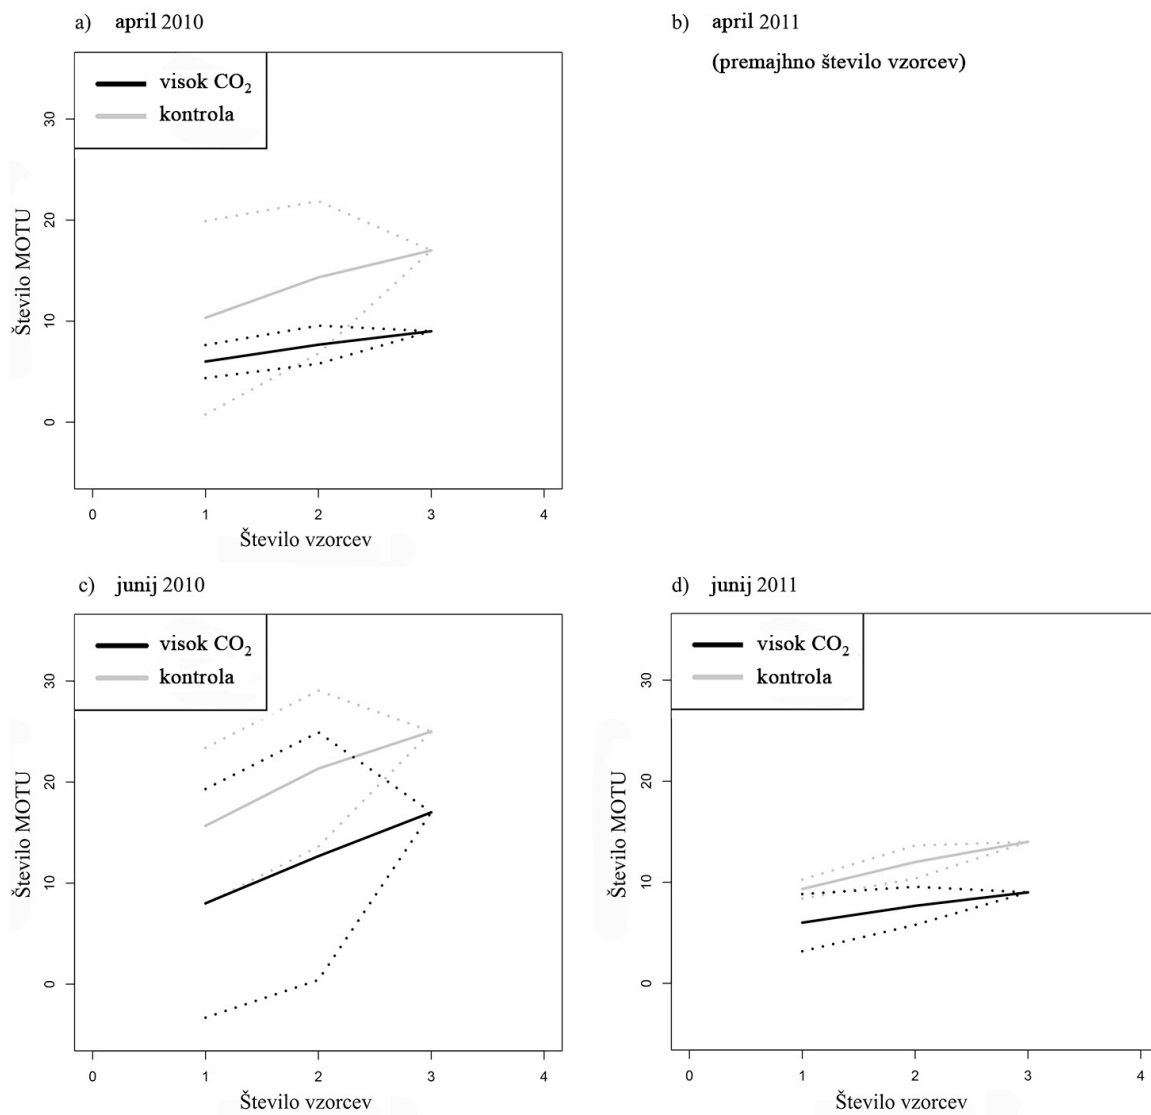 a) april 2010
visok CO₂
kontrola
Število MOTU
30
20
10
0
0 1 2 3 4
Število vzorcev
b) april 2011
(premajhno število vzorcev)
c) junij 2010
visok CO₂
kontrola
Število MOTU
30
20
10
0
0 1 2 3 4
Število vzorcev
d) junij 2011
visok CO₂
kontrola
Število MOTU
30
20
10
0
0 1 2 3 4
Število vzorcev